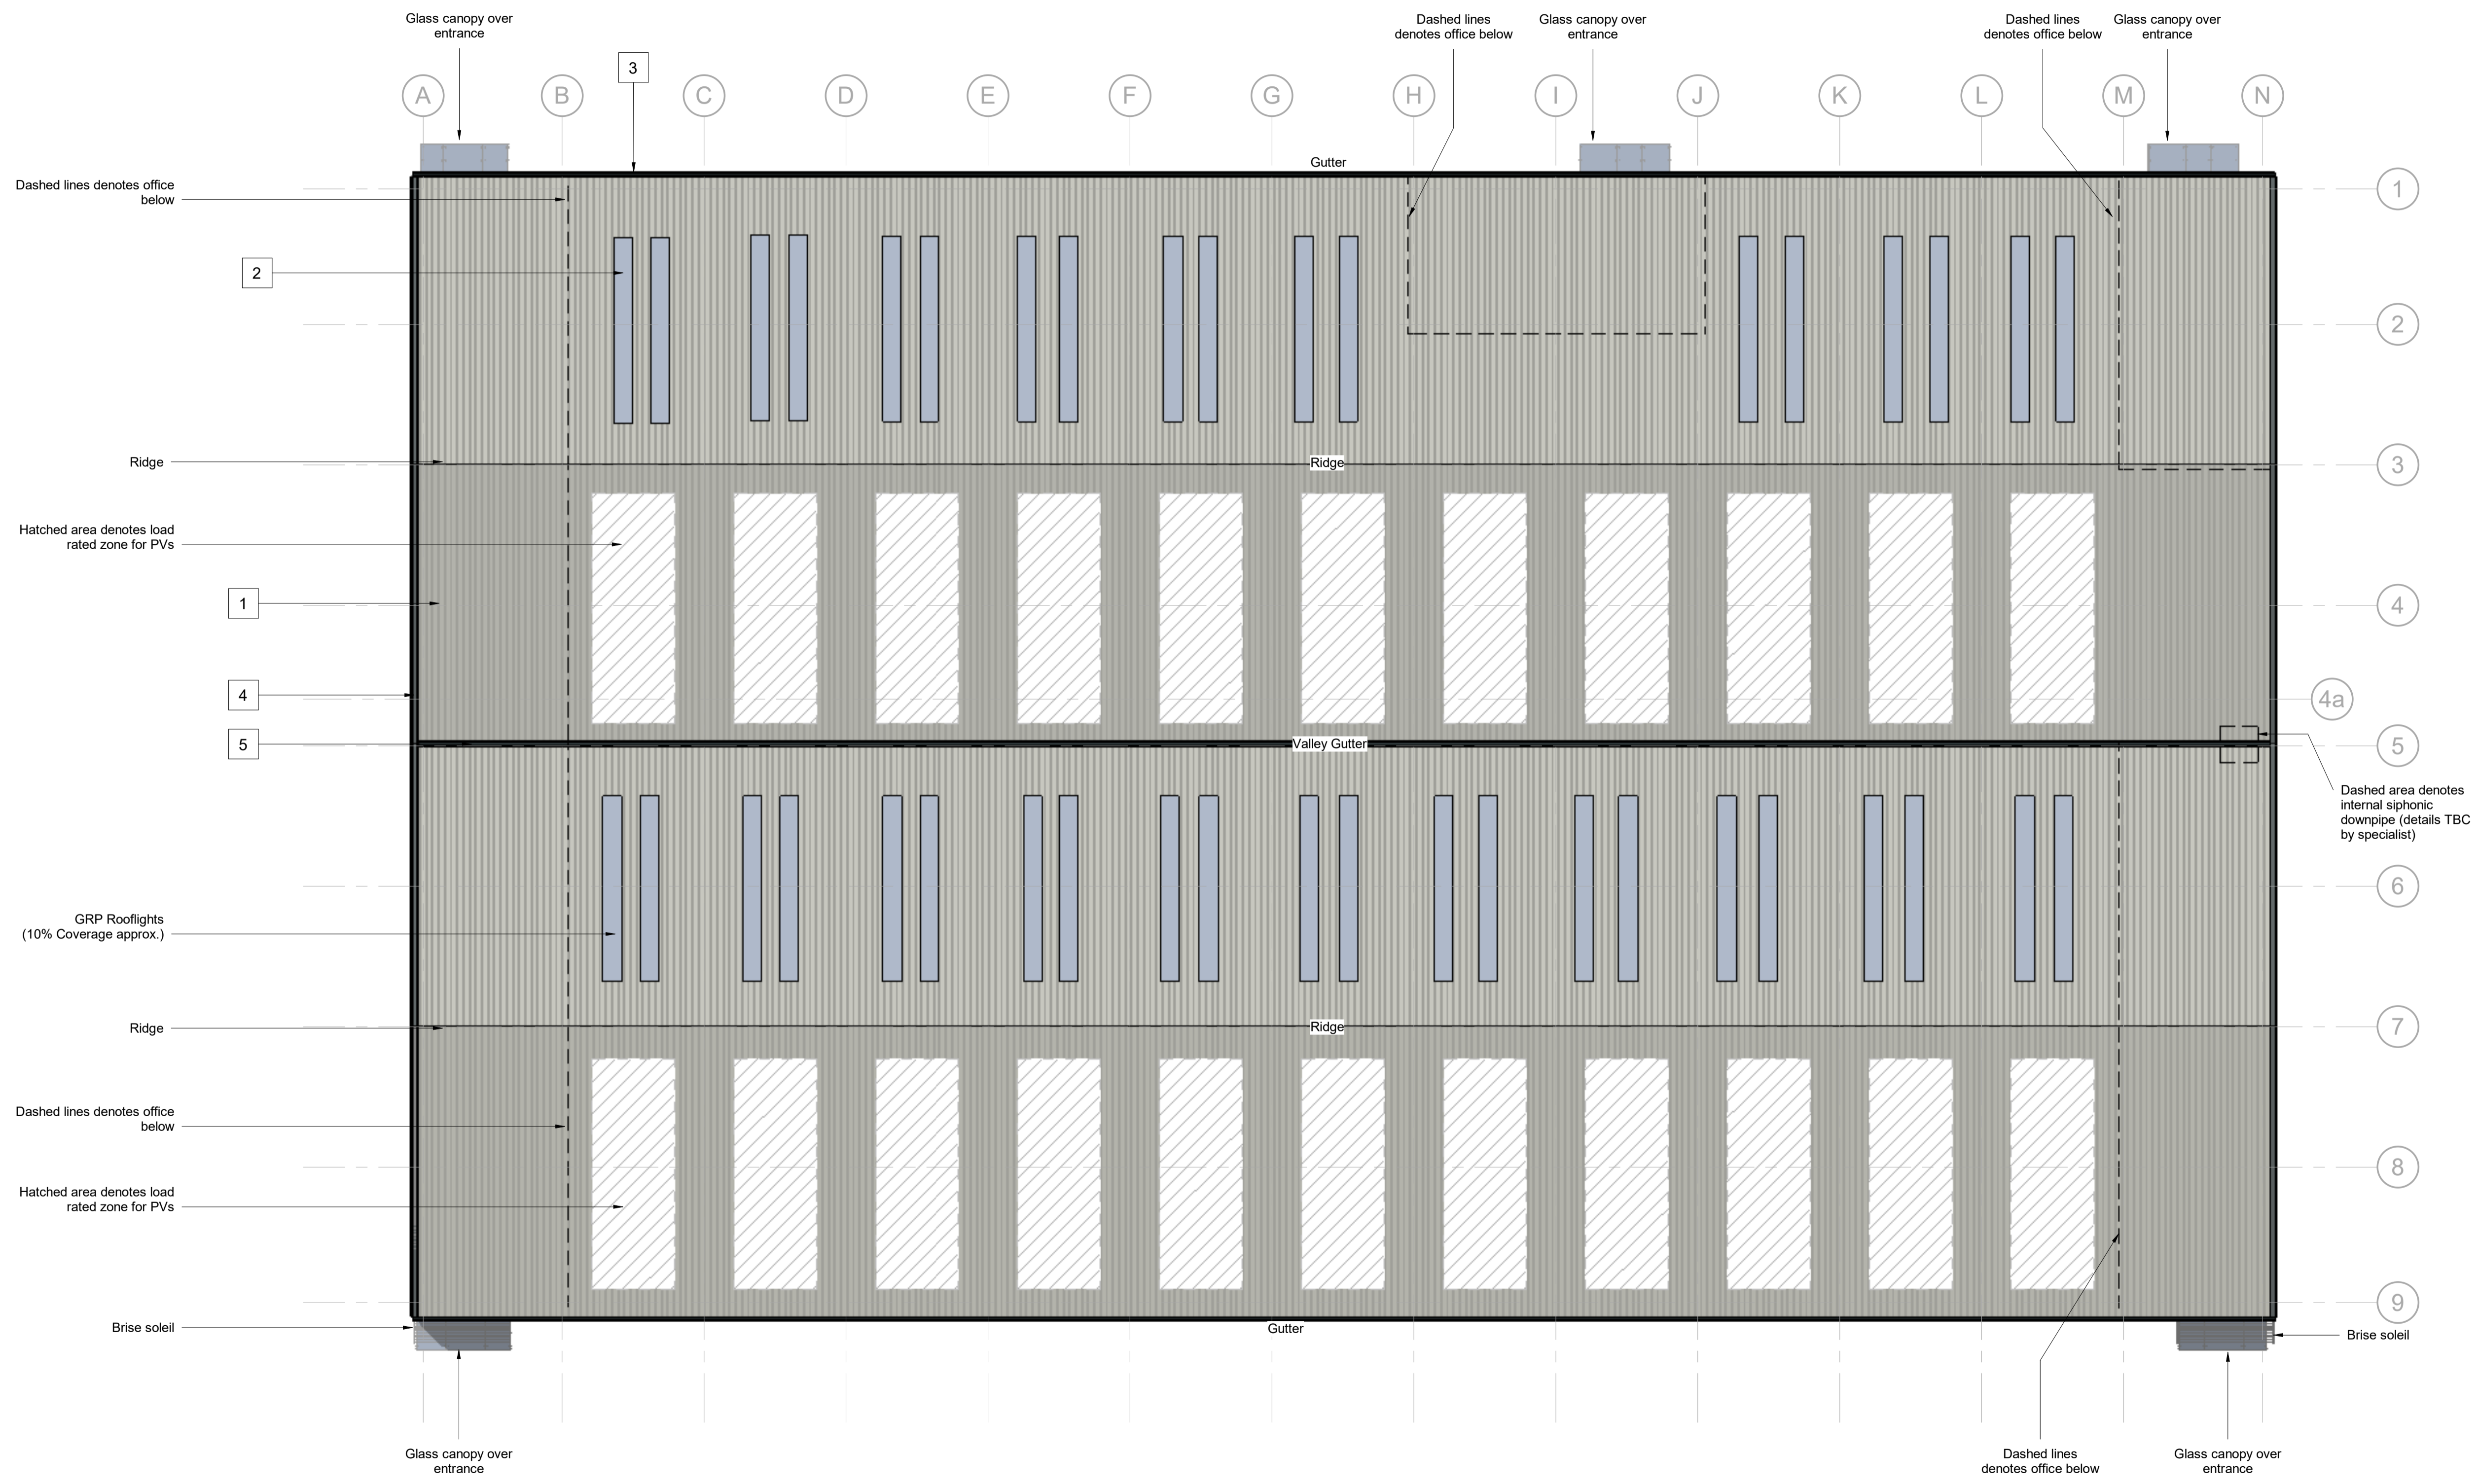 Glass canopy over
entrance
Dashed lines
denotes office below
Glass canopy over
entrance
Dashed lines
denotes office below
Glass canopy over
entrance
3
A
B
C
D
E
F
G
H
I
J
K
L
M
N
Gutter
Dashed lines denotes office
below
1
2
2
Ridge
Ridge
3
Hatched area denotes load
rated zone for PVs
1
4
4
4a
5
Valley Gutter
5
Dashed area denotes
internal siphonic
downpipe (details TBC
by specialist)
6
GRP Rooflights
(10% Coverage approx.)
Ridge
Ridge
7
Dashed lines denotes office
below
8
Hatched area denotes load
rated zone for PVs
9
Brise soleil
Gutter
Brise soleil
Glass canopy over
entrance
Dashed lines
denotes office below
Glass canopy over
entrance